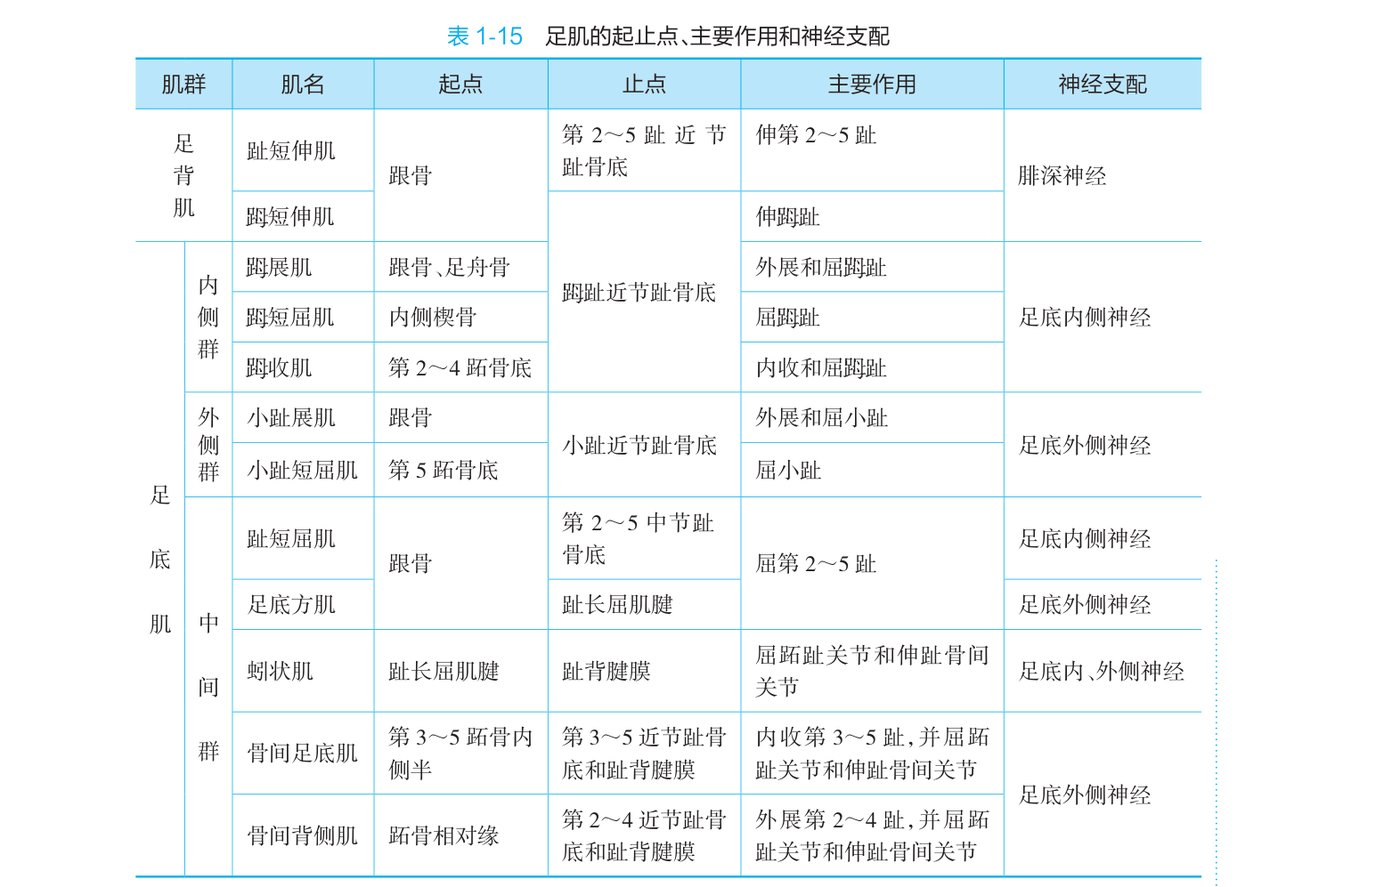 表 1-15 足肌的起止点、主要作用和神经支配
肌群 肌名 起点 止点 主要作用 神经支配
足背肌
趾短伸肌
跟骨
第 2～5 趾 近 节
趾骨底
伸第 2～5 趾
腓深神经
𧿹短伸肌
𧿹趾近节趾骨底
伸𧿹趾
足底肌
内侧群
𧿹展肌
跟骨、足舟骨
外展和屈𧿹趾
足底内侧神经
𧿹短屈肌
内侧楔骨
屈𧿹趾
𧿹收肌
第 2～4 跖骨底
内收和屈𧿹趾
外侧群
小趾展肌
跟骨
小趾近节趾骨底
外展和屈小趾
足底外侧神经
小趾短屈肌
第 5 跖骨底
屈小趾
中间群
趾短屈肌
跟骨
第 2～5 中节趾
骨底
屈第 2～5 趾
足底内侧神经
足底方肌
趾长屈肌腱
足底外侧神经
蚓状肌
趾长屈肌腱
趾背腱膜
屈跖趾关节和伸趾骨间
关节
足底内、外侧神经
骨间足底肌
第 3～5 跖骨内
侧半
第 3～5 近节趾骨
底和趾背腱膜
内收第 3～5 趾，并屈跖
趾关节和伸趾骨间关节
足底外侧神经
骨间背侧肌
跖骨相对缘
第 2～4 近节趾骨
底和趾背腱膜
外展第 2～4 趾，并屈跖
趾关节和伸趾骨间关节